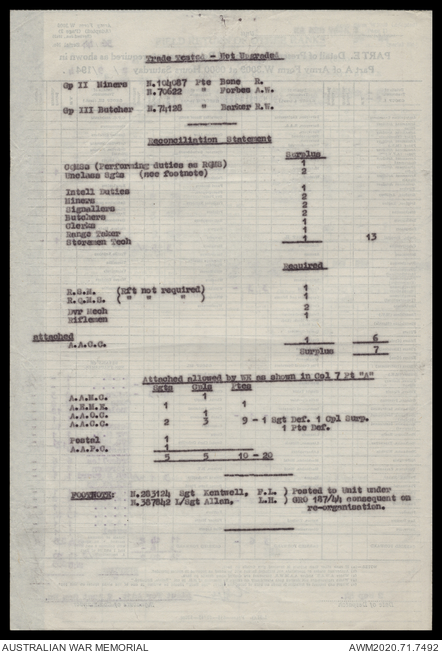 Trade Tested - Not Upgraded
Gp II Miners N.104087 Pte Bone R.
N.70622 " Forbes A.W.
Gp III Butcher N.74126 " Barker R.W.
Reconciliation Statement
Surplus
CQMSs (Performing duties as RQMS) 1
Unclass Sgts (see footnote) 2
Intell Duties 1
Miners 2
Signallers 2
Butchers 2
Clerks 1
Range Taker 1
Storemen Tech 1 13
Required
R.S.M. (Rft not required) 1
R.Q.M.S. ( " " " ) 1
Dvr Mech 2
Riflemen 1
Attached
A.A.C.C. 1 6
Surplus 7
Attached allowed by WE as shown in Col 7 Pt "A"
Sgts Cpls Ptes
1
1 1
1
A.A.C.C. 2 3 9 - 1 Sgt Def. 1 Cpl Surp.
1 Pte Def.
Postal 1
A.A.P.C. 1
5 5 10 - 20
FOOTNOTE: N.283124 Sgt Kentwell, F.L. ) Posted to Unit under
N.387842 L/Sgt Allen, L.H. ) GRO 187/44 consequent on
re-organisation.
AUSTRALIAN WAR MEMORIAL AWM2020.71.7492